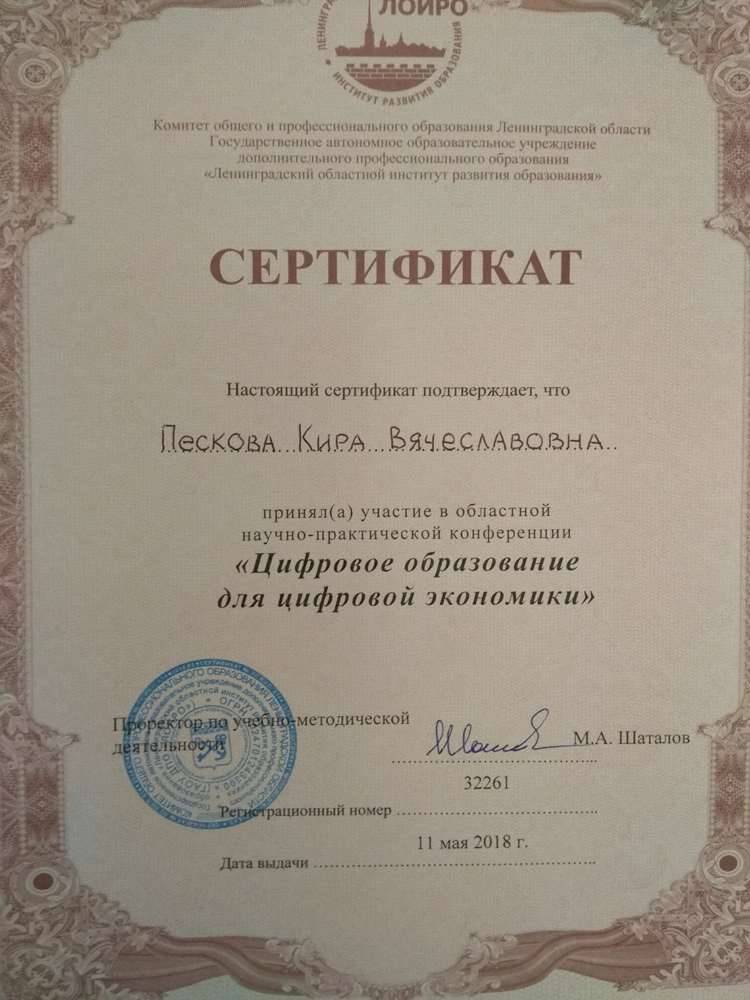 ЛОИРО
ИНСТИТУТ РАЗВИТИЯ ОБРАЗОВАНИЯ
Комитет общего и профессионального образования Ленинградской области
Государственное автономное образовательное учреждение
дополнительного профессионального образования
«Ленинградский областной институт развития образования»
СЕРТИФИКАТ
Настоящий сертификат подтверждает, что
Пескова Кира Вячеславовна
принял(а) участие в областной
научно-практической конференции
«Цифровое образование
для цифровой экономики»
Проректор по учебно-методической
деятельности
М.А. Шаталов
32261
Регистрационный номер
11 мая 2018 г.
Дата выдачи